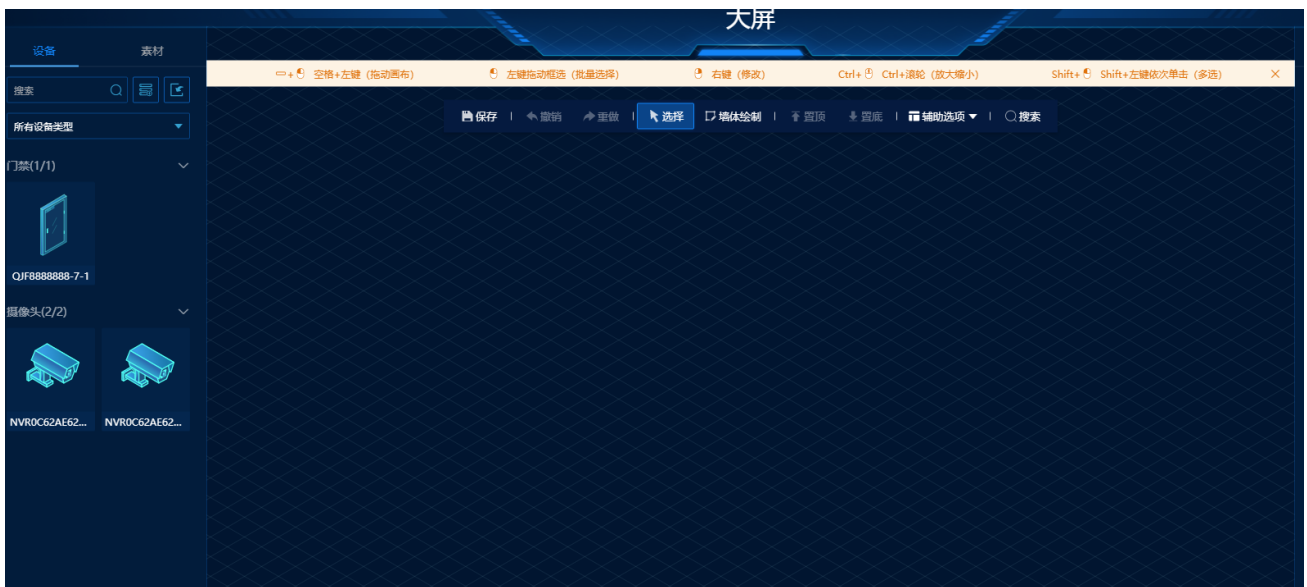 大屏
设备 素材
空格+左键 (拖动画布) 左键拖动框选 (批量选择) 右键 (修改) Ctrl+ Ctrl+滚轮 (放大缩小) Shift+ Shift+左键依次单击 (多选)
搜索
保存 撤销 重做 选择 墙体绘制 置顶 置底 辅助选项 搜索
所有设备类型
门禁(1/1)
QJF8888888-7-1
摄像头(2/2)
NVR0C62AE62... NVR0C62AE62...